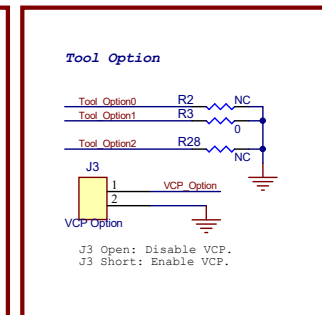 Tool Option
Tool_Option0 R2 NC
Tool_Option1 R3 0
Tool_Option2 R28 NC
J3
1 VCP_Option
2
VCP Option
J3 Open: Disable VCP.
J3 Short: Enable VCP.